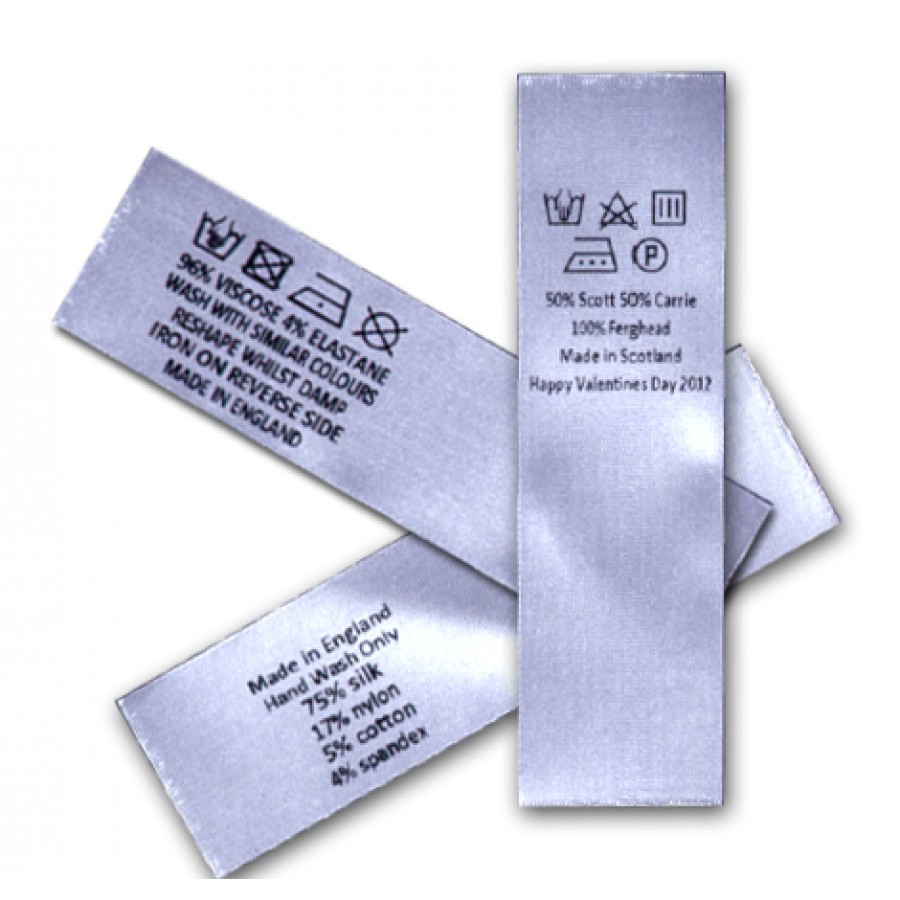 96% VISCOSE 4% ELASTANE
WASH WITH SIMILAR COLOURS
RESHAPE WHILST DAMP
IRON ON REVERSE SIDE
MADE IN ENGLAND
P
50% Scott 50% Carrie
100% Ferghead
Made in Scotland
Happy Valentines Day 2012
Made in England
Hand Wash Only
75% silk
17% nylon
5% cotton
4% spandex